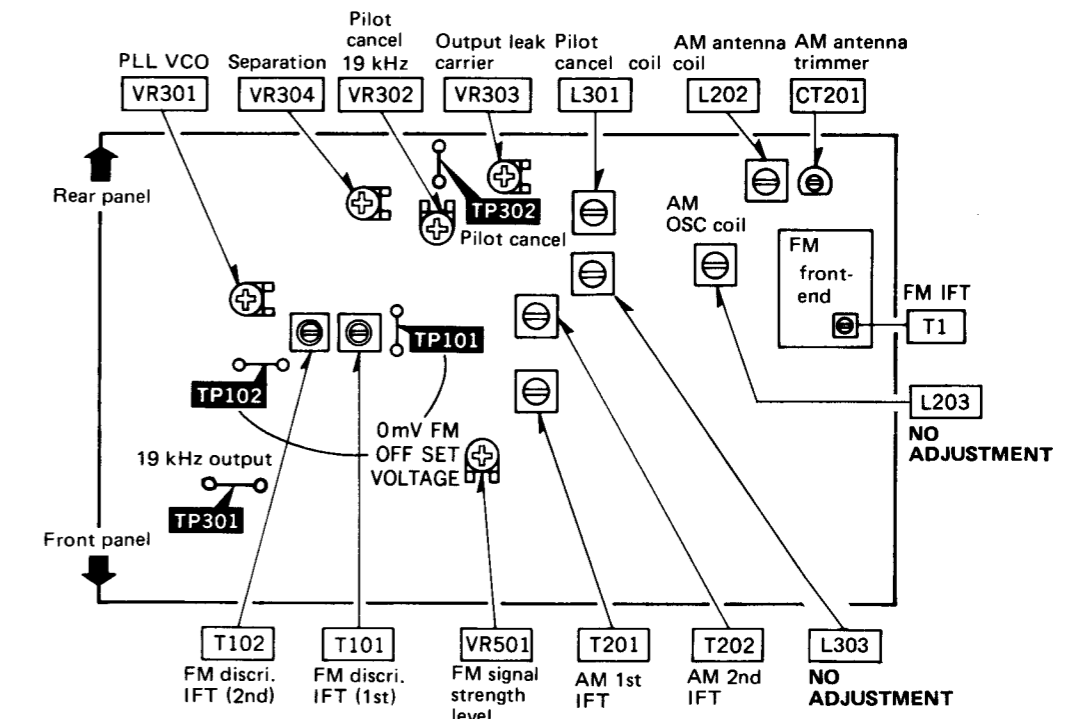 Pilot
cancel
19 kHz
Output leak
carrier
Pilot
cancel coil
AM antenna
coil
AM antenna
trimmer
PLL VCO
Separation
VR301
VR304
VR302
VR303
L301
L202
CT201
Rear panel
TP302
Pilot cancel
AM
OSC coil
FM
front-
end
FM IFT
T1
TP101
TP102
L203
NO
ADJUSTMENT
0mV FM
OFF SET
VOLTAGE
19 kHz output
TP301
Front panel
T102
FM discri.
IFT (2nd)
T101
FM discri.
IFT (1st)
VR501
FM signal
strength
level
T201
AM 1st
IFT
T202
AM 2nd
IFT
L303
NO
ADJUSTMENT